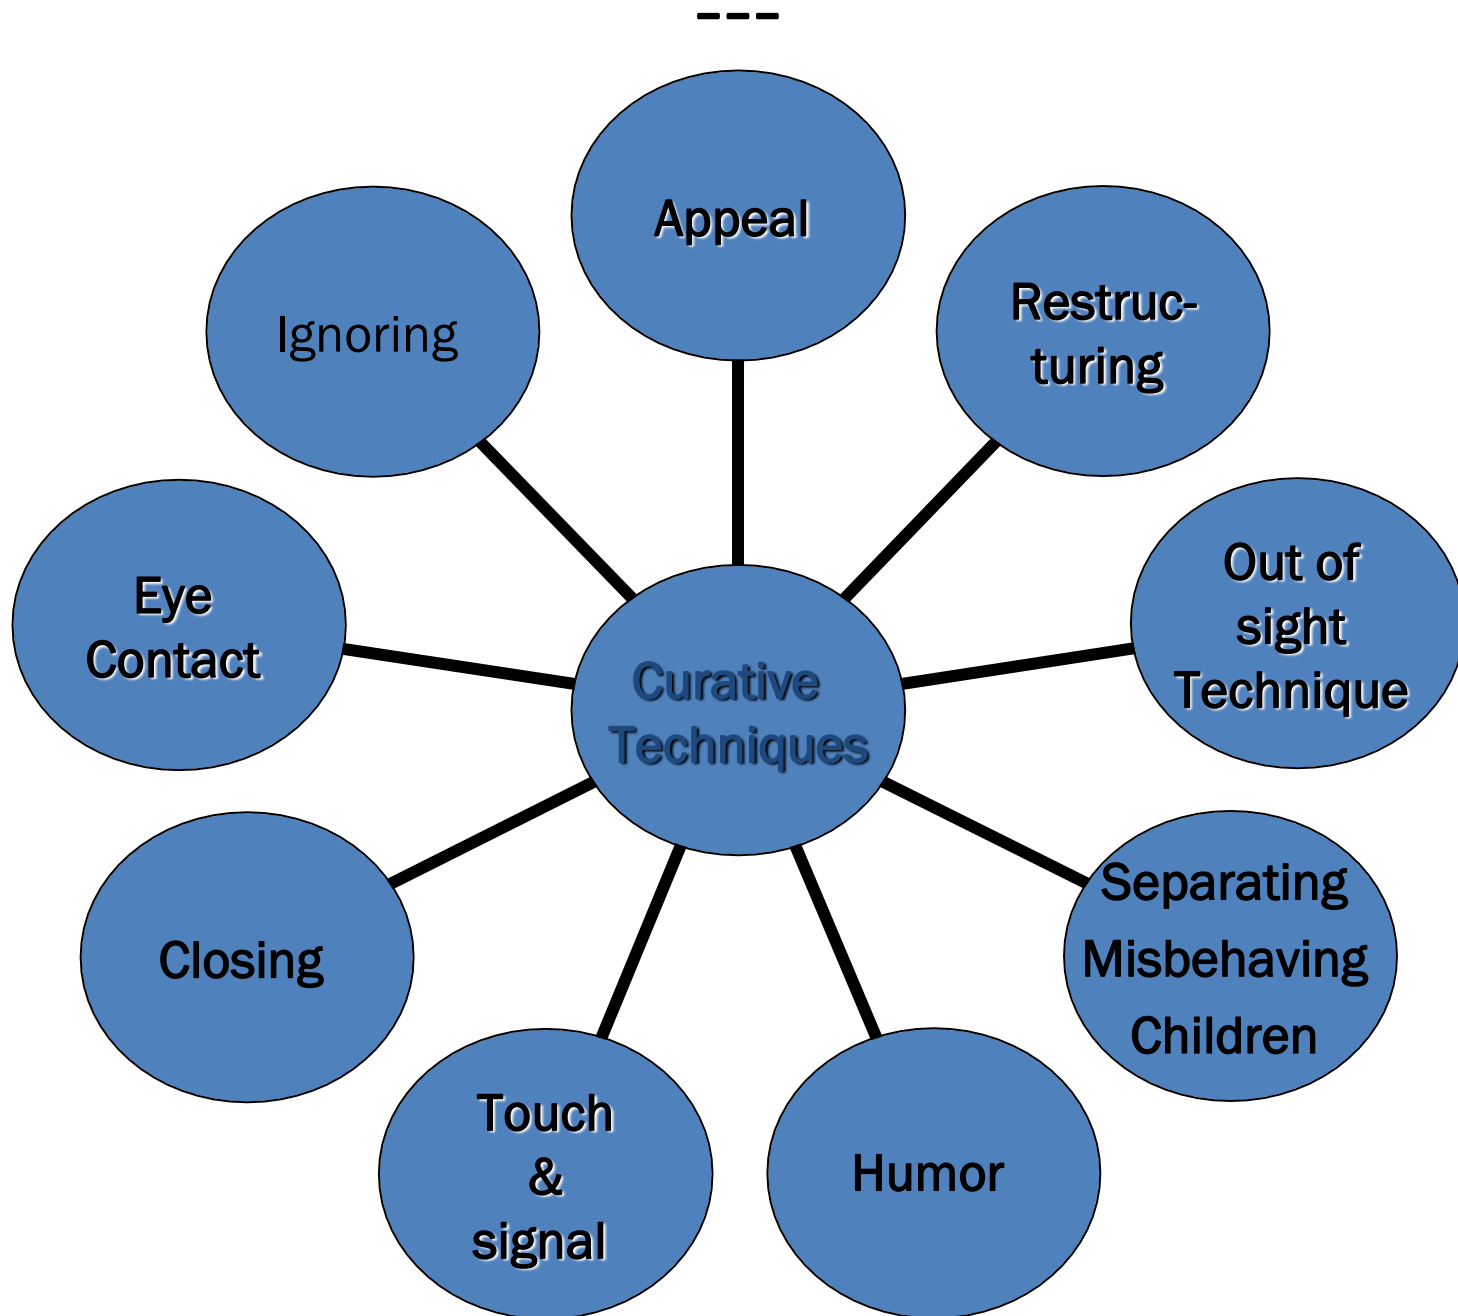 ---
Appeal
Restruc-
turing
Ignoring
Out of
sight
Technique
Eye
Contact
Curative
Techniques
Separating
Misbehaving
Children
Closing
Touch
&
signal
Humor